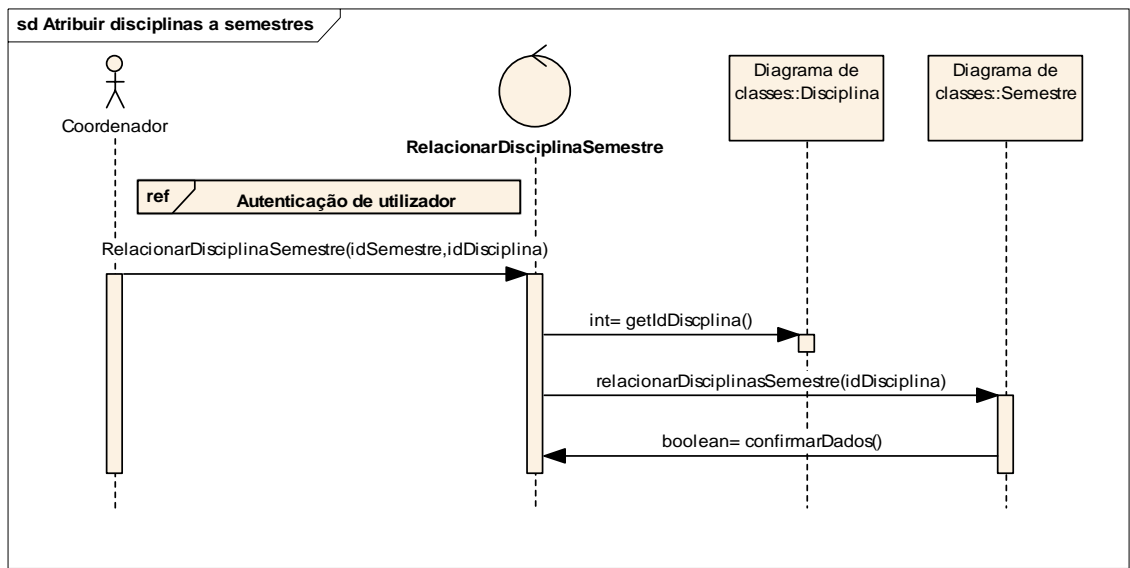 sd Atribuir disciplinas a semestres
Coordenador
RelacionarDisciplinaSemestre
Diagrama de
classes::Disciplina
Diagrama de
classes::Semestre
ref
Autenticação de utilizador
RelacionarDisciplinaSemestre(idSemestre,idDisciplina)
int= getIdDiscplina()
relacionarDisciplinasSemestre(idDisciplina)
boolean= confirmarDados()